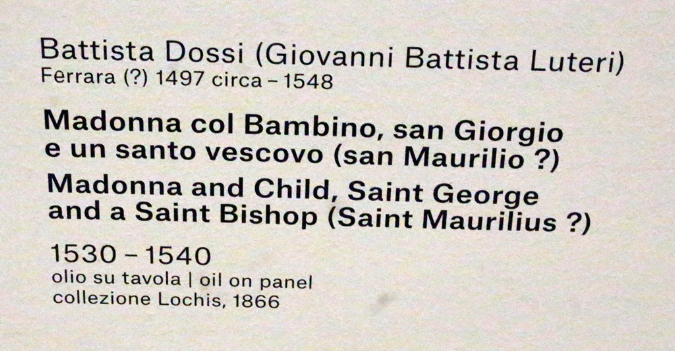 Battista Dossi (Giovanni Battista Luteri)
Ferrara (?) 1497 circa – 1548
Madonna col Bambino, san Giorgio
e un santo vescovo (san Maurilio ?)
Madonna and Child, Saint George
and a Saint Bishop (Saint Maurilius ?)
1530 – 1540
olio su tavola | oil on panel
collezione Lochis, 1866